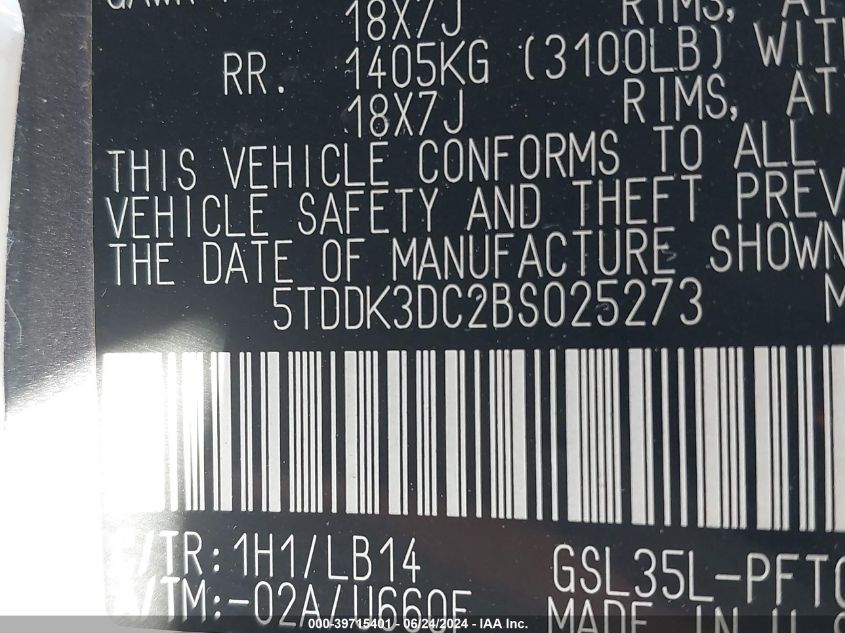 18X7J RIMS, AT
RR. 1405KG (3100LB) WIT
18X7J RIMS, AT
THIS VEHICLE CONFORMS TO ALL
VEHICLE SAFETY AND THEFT PREV
THE DATE OF MANUFACTURE SHOWN
5TDDK3DC2BS025273 M
/TR:1H1/LB14 GSL35L-PFT
/TM:-02A/U660E MADE IN U
000-39715401 - 06/24/2024 - IAA Inc.